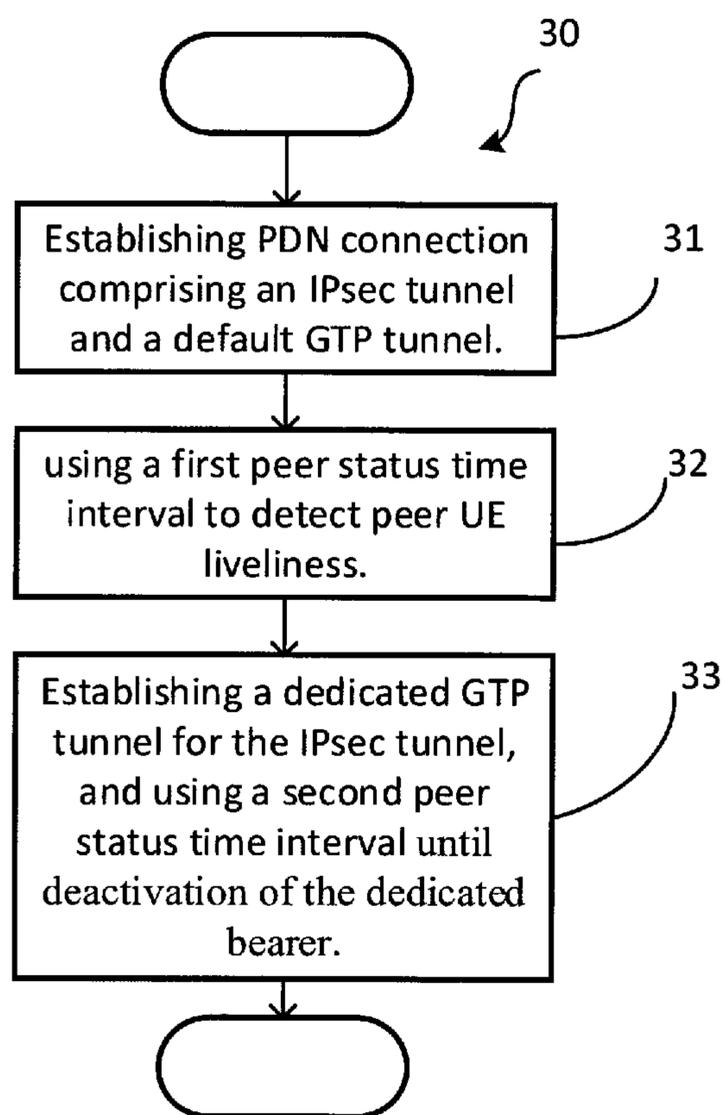 30
Establishing PDN connection
comprising an IPsec tunnel
and a default GTP tunnel.
31
using a first peer status time
interval to detect peer UE
liveliness.
32
Establishing a dedicated GTP
tunnel for the IPsec tunnel,
and using a second peer
status time interval until
deactivation of the dedicated
bearer.
33